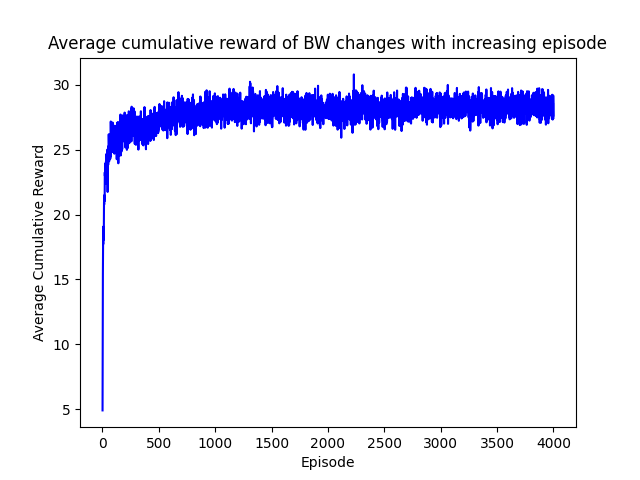 Average cumulative reward of BW changes with increasing episode
30
25
20
15
10
5
Average Cumulative Reward
0 500 1000 1500 2000 2500 3000 3500 4000
Episode